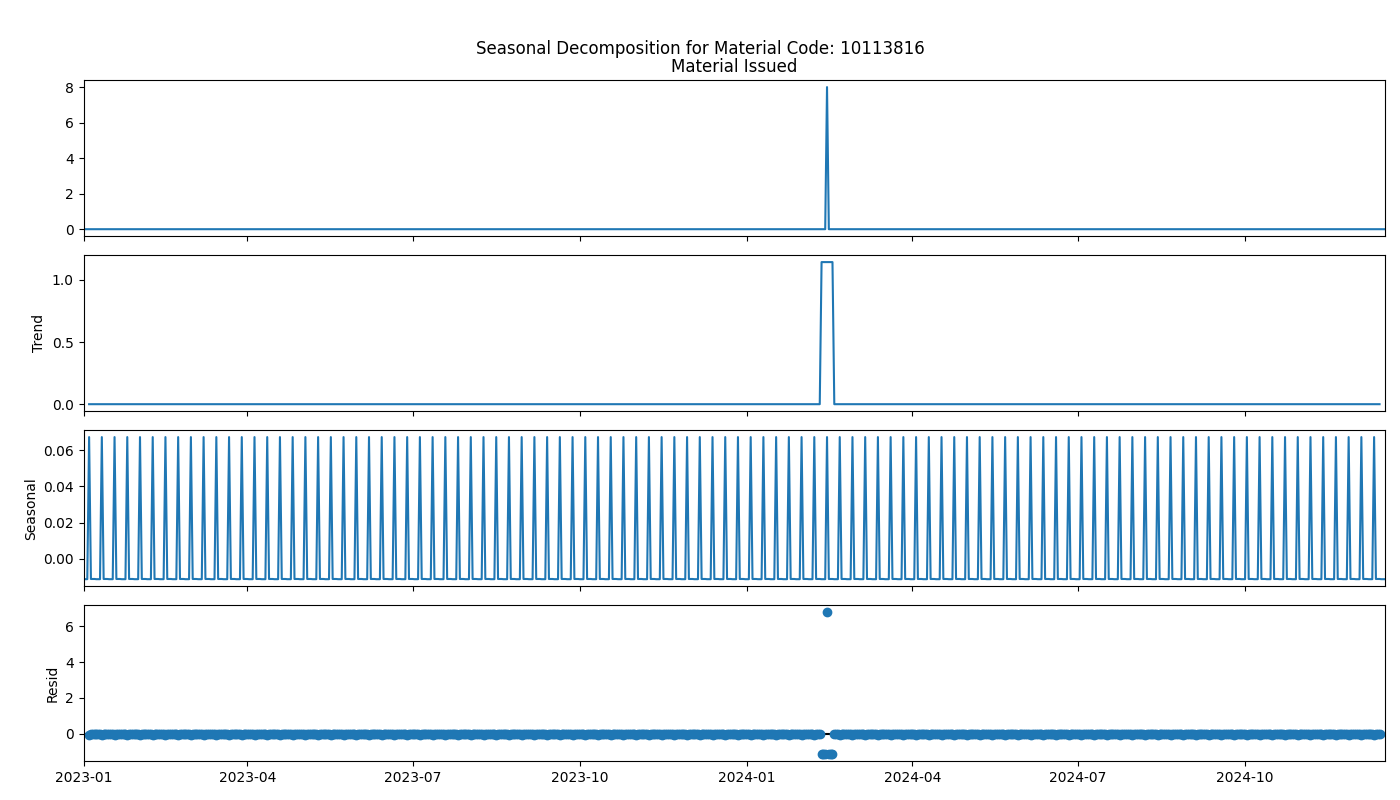 Seasonal Decomposition for Material Code: 10113816
Material Issued
8
6
4
2
0
1.0
0.5
0.0
Trend
0.06
0.04
0.02
0.00
Seasonal
6
4
2
0
Resid
2023-01 2023-04 2023-07 2023-10 2024-01 2024-04 2024-07 2024-10